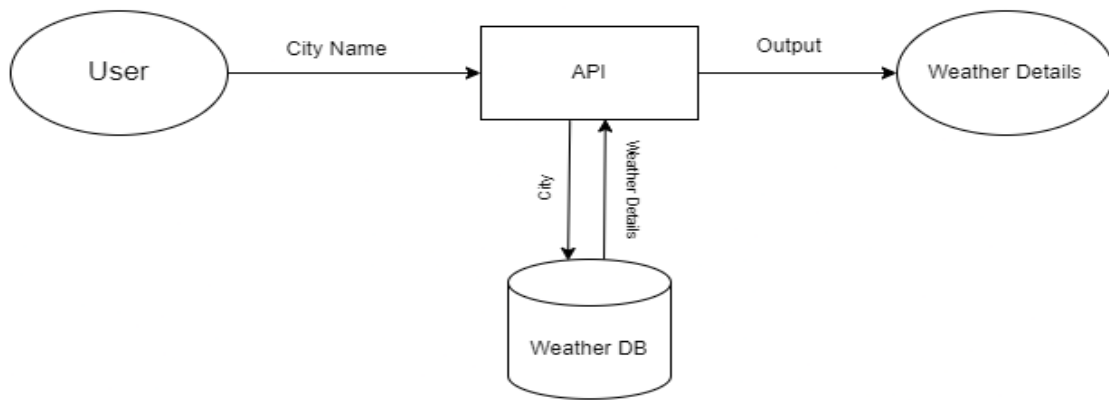 User
City Name
API
Output
Weather Details
City
Weather Details
Weather DB